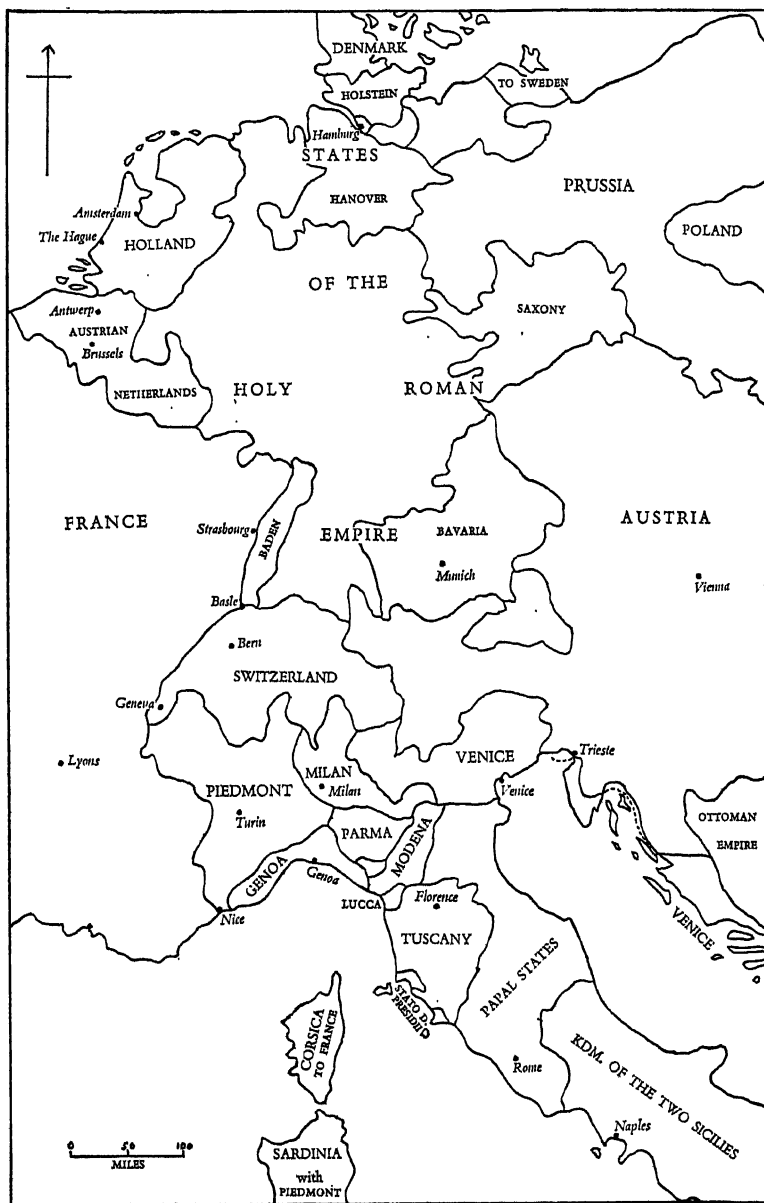 DENMARK
HOLSTEIN
TO SWEDEN
Hamburg
STATES
HANOVER
PRUSSIA
Amsterdam
The Hague
HOLLAND
POLAND
OF THE
Antwerp
AUSTRIAN
Brussels
SAXONY
NETHERLANDS
HOLY
ROMAN
FRANCE
Strasbourg
BADEN
EMPIRE
BAVARIA
Munich
AUSTRIA
Vienna
Basle
Bern
SWITZERLAND
Geneva
Lyons
VENICE
Trieste
MILAN
Milan
Venice
PIEDMONT
Turin
PARMA
MODENA
OTTOMAN
EMPIRE
GENOA
Genoa
Nice
LUCCA
Florence
VENICE
TUSCANY
PAPAL STATES
STATO D.
PRESIDII
CORSICA
TO FRANCE
Rome
KDM. OF THE TWO SICILIES
Naples
0 50 100
MILES
SARDINIA
with
PIEDMONT